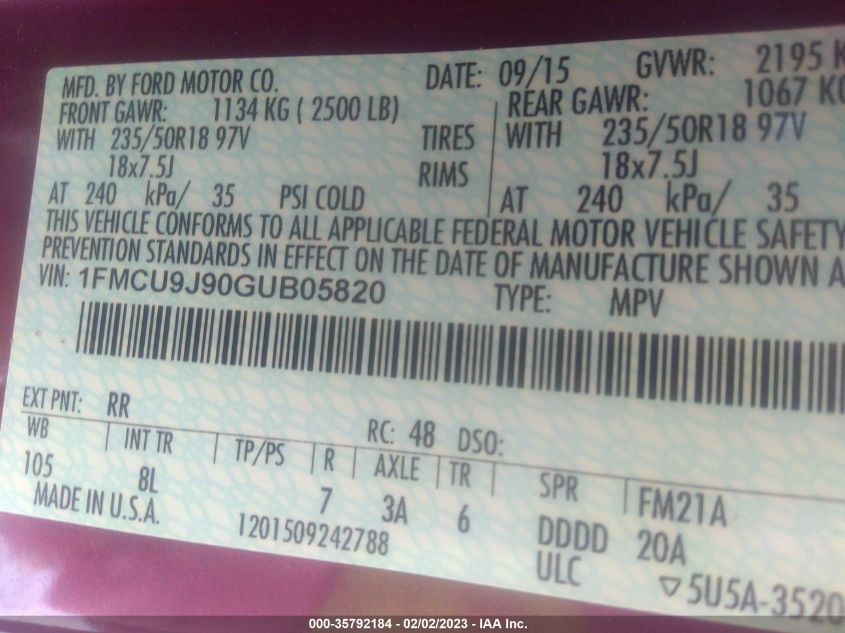 MFD. BY FORD MOTOR CO. DATE: 09/15 GVWR: 2195 K
FRONT GAWR: 1134 KG ( 2500 LB) REAR GAWR: 1067 KG
WITH 235/50R18 97V TIRES WITH 235/50R18 97V
18x7.5J RIMS 18x7.5J
AT 240 kPa/ 35 PSI COLD AT 240 kPa/ 35
THIS VEHICLE CONFORMS TO ALL APPLICABLE FEDERAL MOTOR VEHICLE SAFETY
PREVENTION STANDARDS IN EFFECT ON THE DATE OF MANUFACTURE SHOWN A
VIN: 1FMCU9J90GUB05820 TYPE: MPV
EXT PNT: RR RC: 48 DSO:
WB INT TR TP/PS R AXLE TR SPR FM21A
105 8L 7 3A 6 DDDD 20A
MADE IN U.S.A. 1201509242788 ULC ▽5U5A-3520
000-35792184 - 02/02/2023 - IAA Inc.